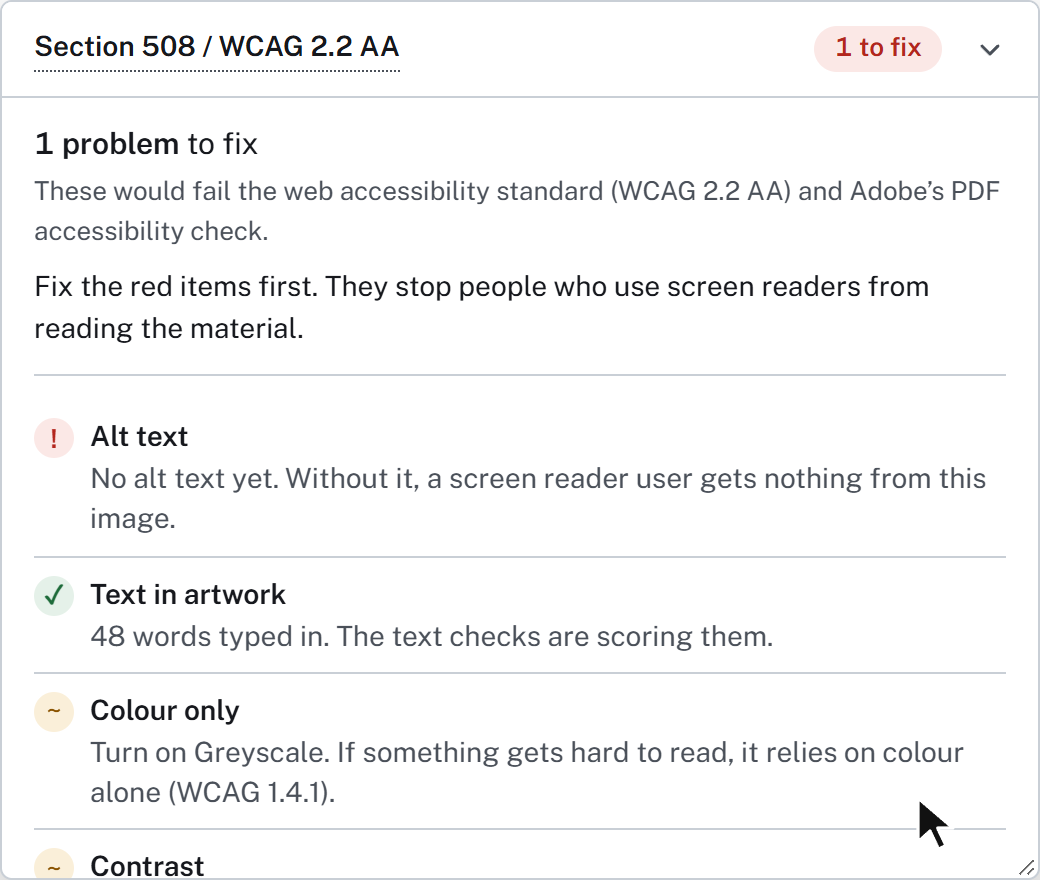 Section 508 / WCAG 2.2 AA
1 to fix
1 problem to fix
These would fail the web accessibility standard (WCAG 2.2 AA) and Adobe’s PDF
accessibility check.
Fix the red items first. They stop people who use screen readers from
reading the material.
!
Alt text
No alt text yet. Without it, a screen reader user gets nothing from this
image.
✓
Text in artwork
48 words typed in. The text checks are scoring them.
~
Colour only
Turn on Greyscale. If something gets hard to read, it relies on colour
alone (WCAG 1.4.1).
~
Contrast